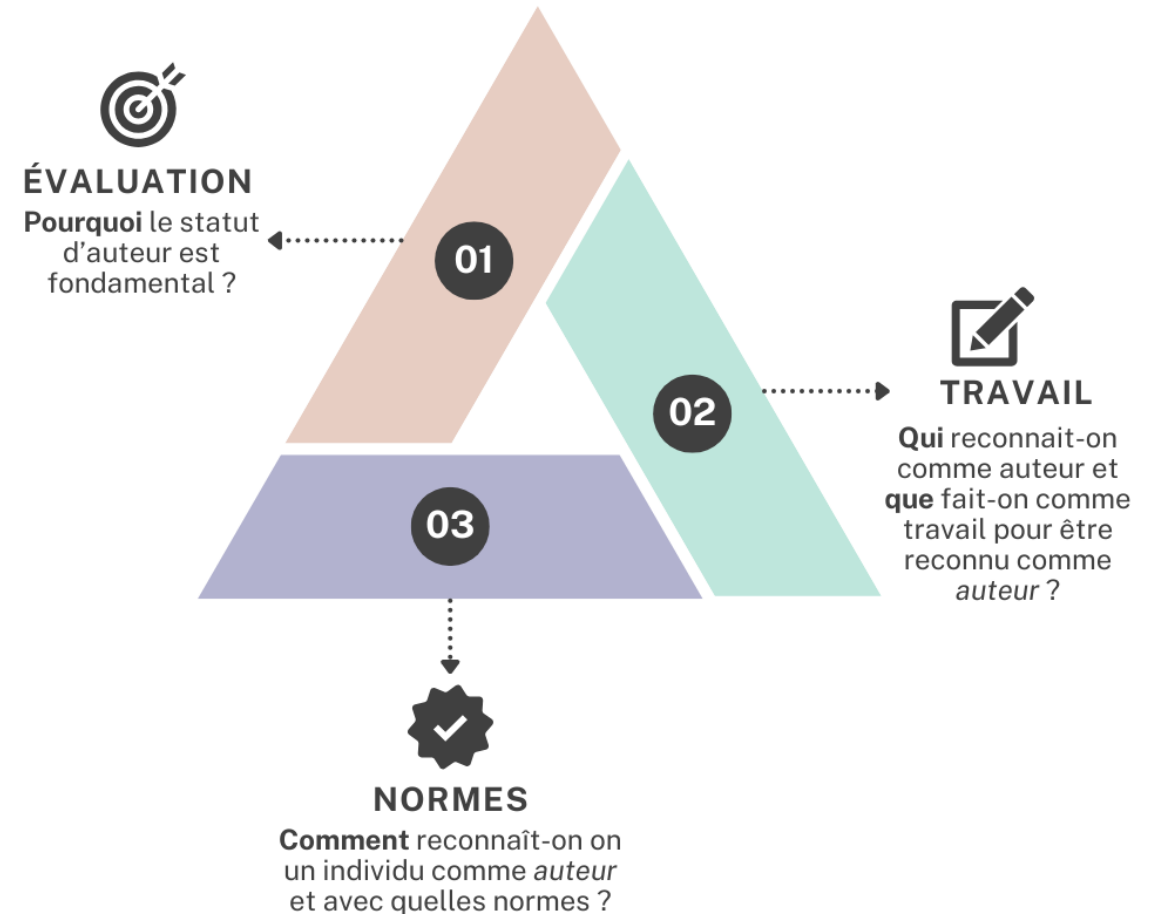 ÉVALUATION
Pourquoi le statut
d'auteur est
fondamental ?
01
02
TRAVAIL
Qui reconnait-on
comme auteur et
que fait-on comme
travail pour être
reconnu comme
auteur ?
03
NORMES
Comment reconnaît-on on
un individu comme auteur
et avec quelles normes ?